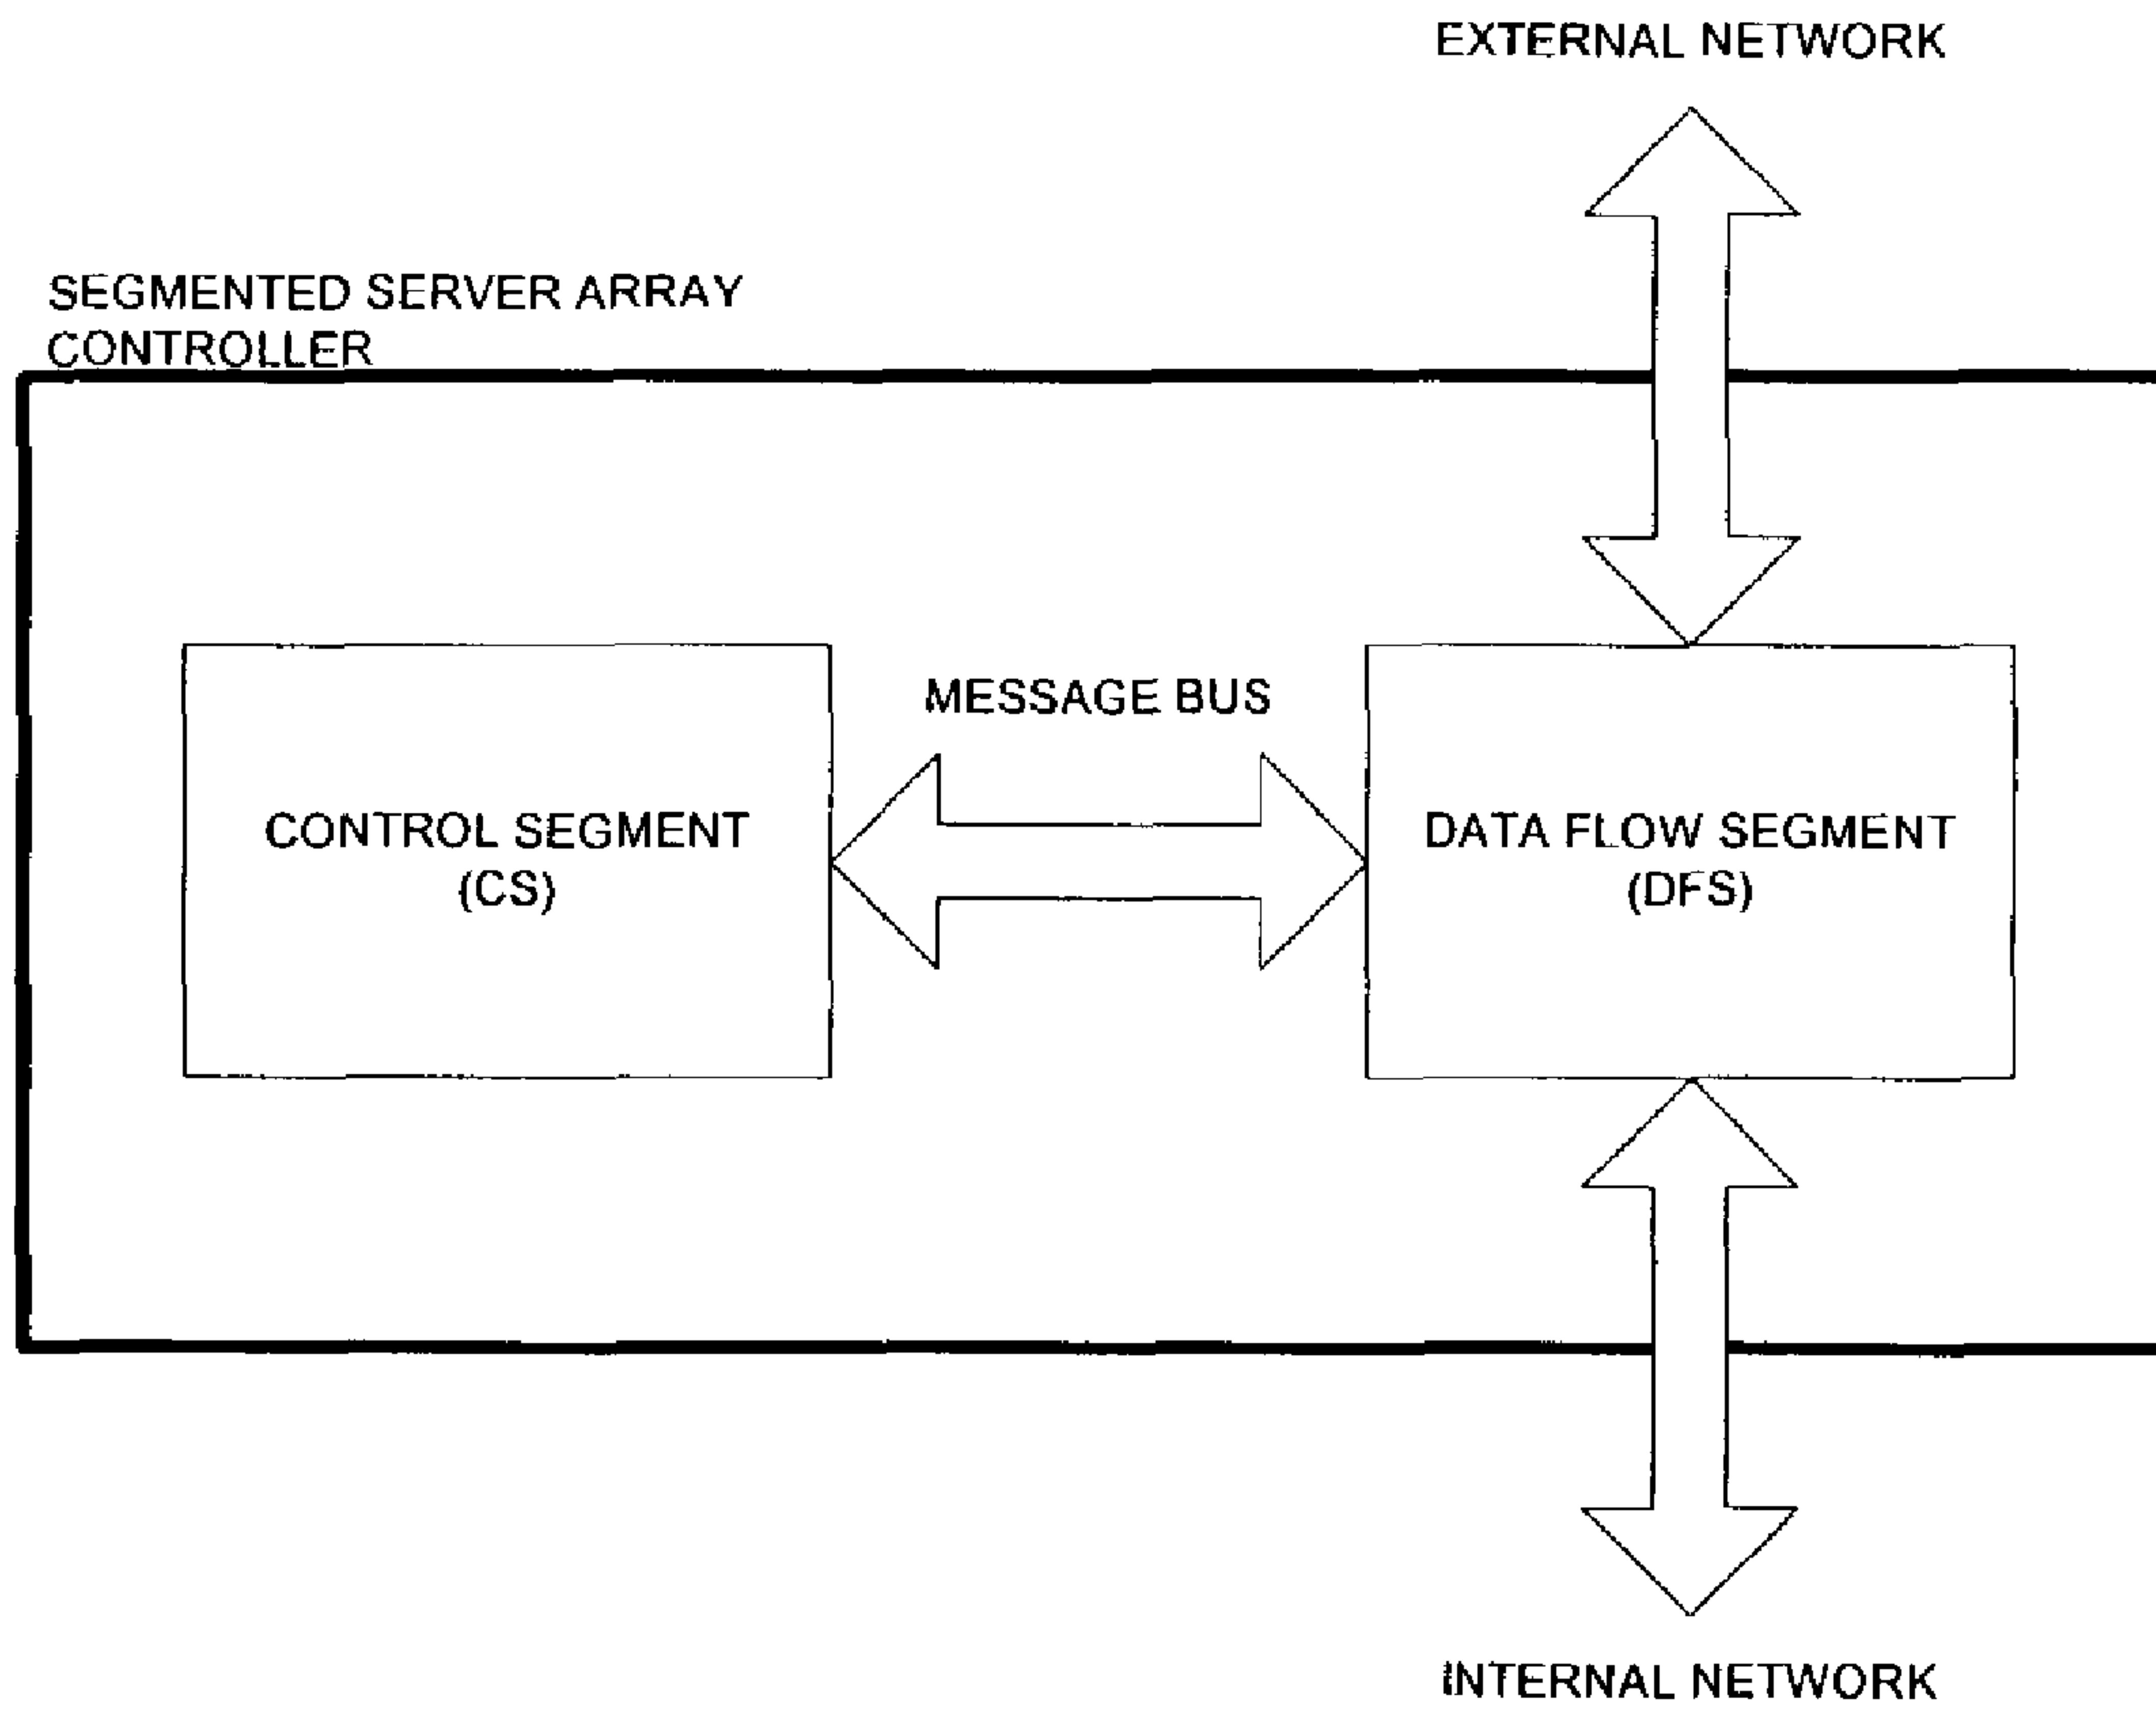 EXTERNAL NETWORK
SEGMENTED SERVER ARRAY
CONTROLLER
MESSAGE BUS
CONTROL SEGMENT
(CS)
DATA FLOW SEGMENT
(DFS)
INTERNAL NETWORK